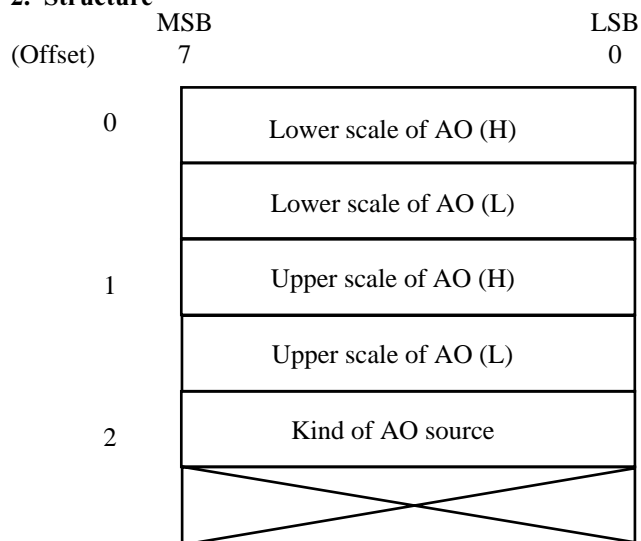 2. Structure
MSB LSB
(Offset) 7 0
0 Lower scale of AO (H)
Lower scale of AO (L)
1 Upper scale of AO (H)
Upper scale of AO (L)
2 Kind of AO source